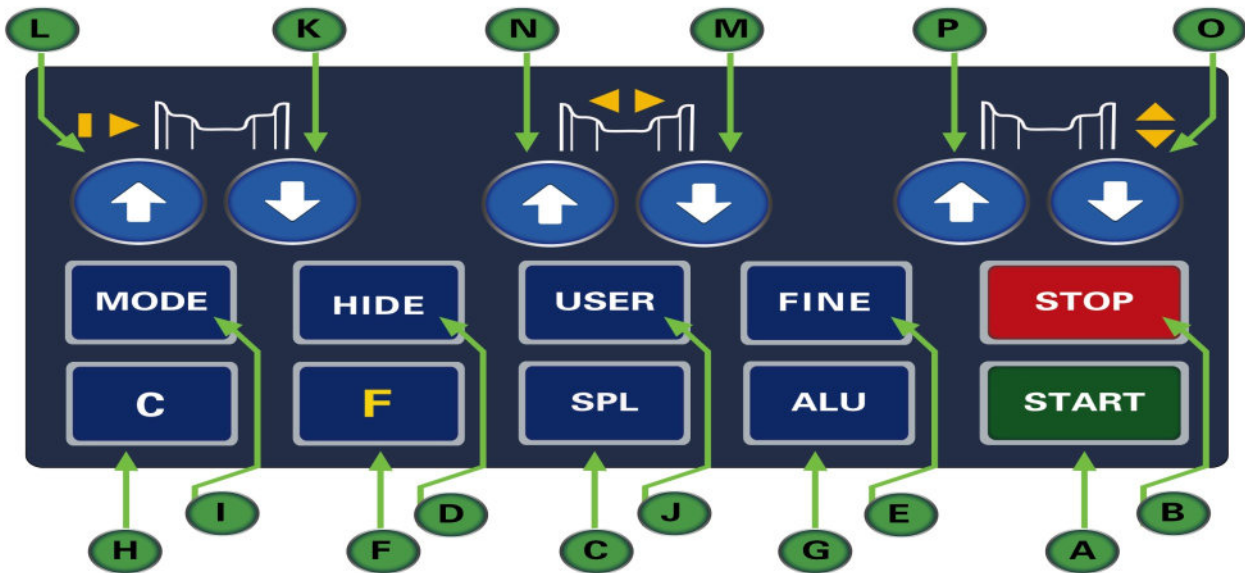 L K N M P O
MODE HIDE USER FINE STOP
C F SPL ALU START
I D J E B
H F C G A